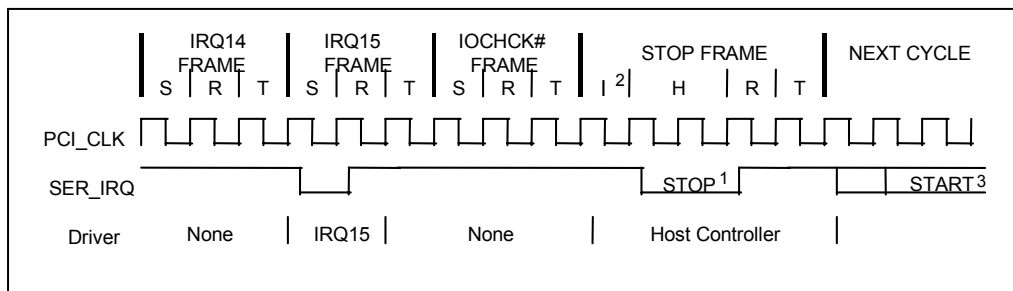 IRQ14 FRAME
IRQ15 FRAME
IOCHCK# FRAME
STOP FRAME
NEXT CYCLE
S R T S R T S R T I 2 H R T
PCI_CLK
SER_IRQ STOP 1 START 3
Driver None IRQ15 None Host Controller